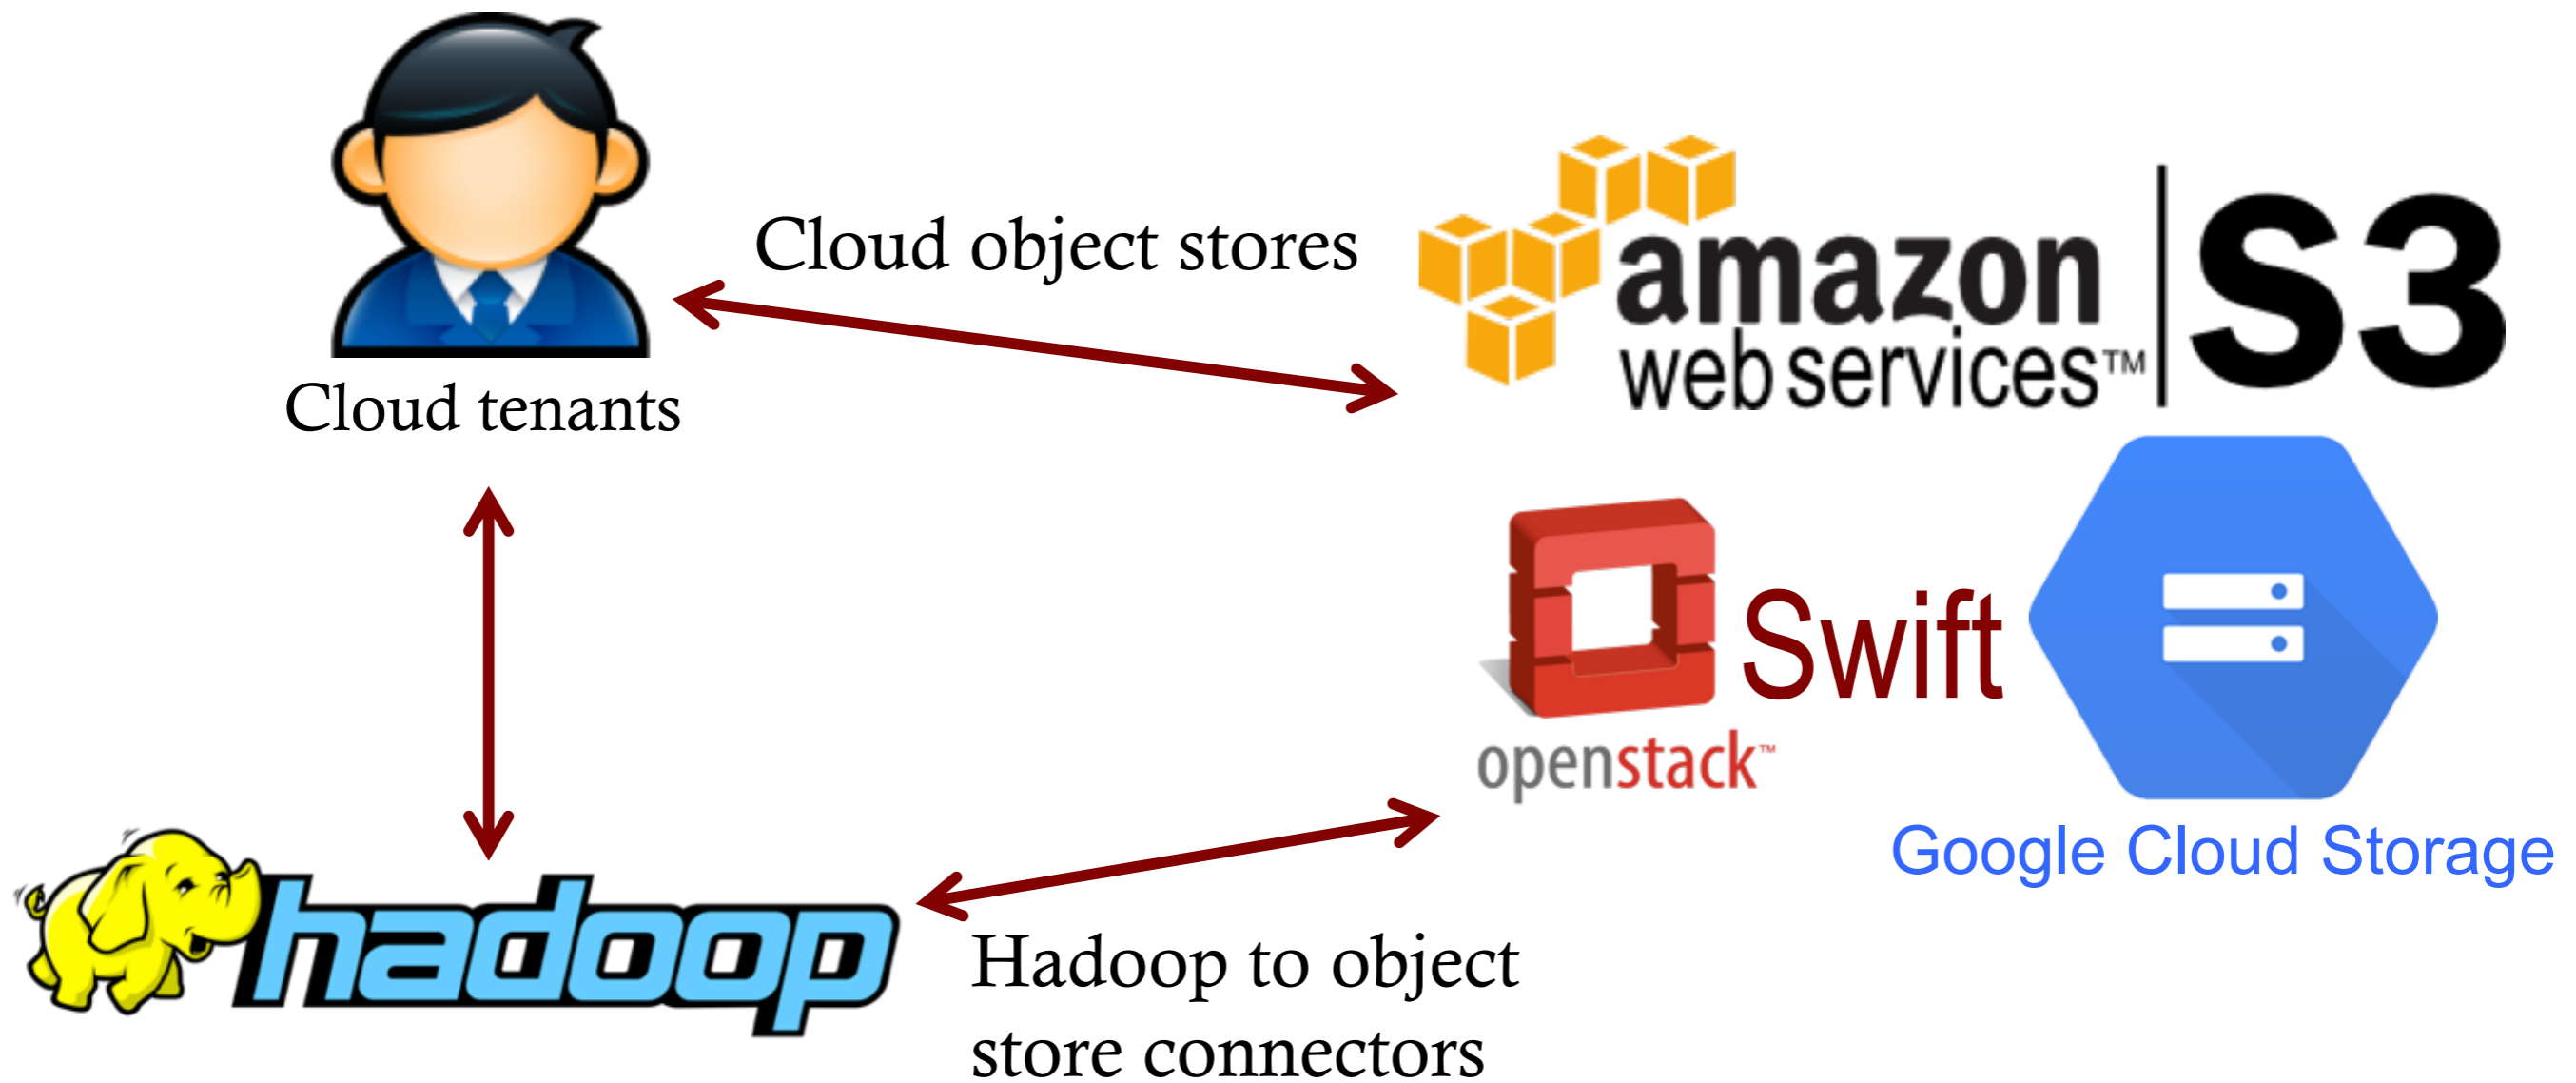 Cloud object stores
amazon
web services™
S3
Cloud tenants
Swift
openstack™
Google Cloud Storage
hadoop
Hadoop to object
store connectors